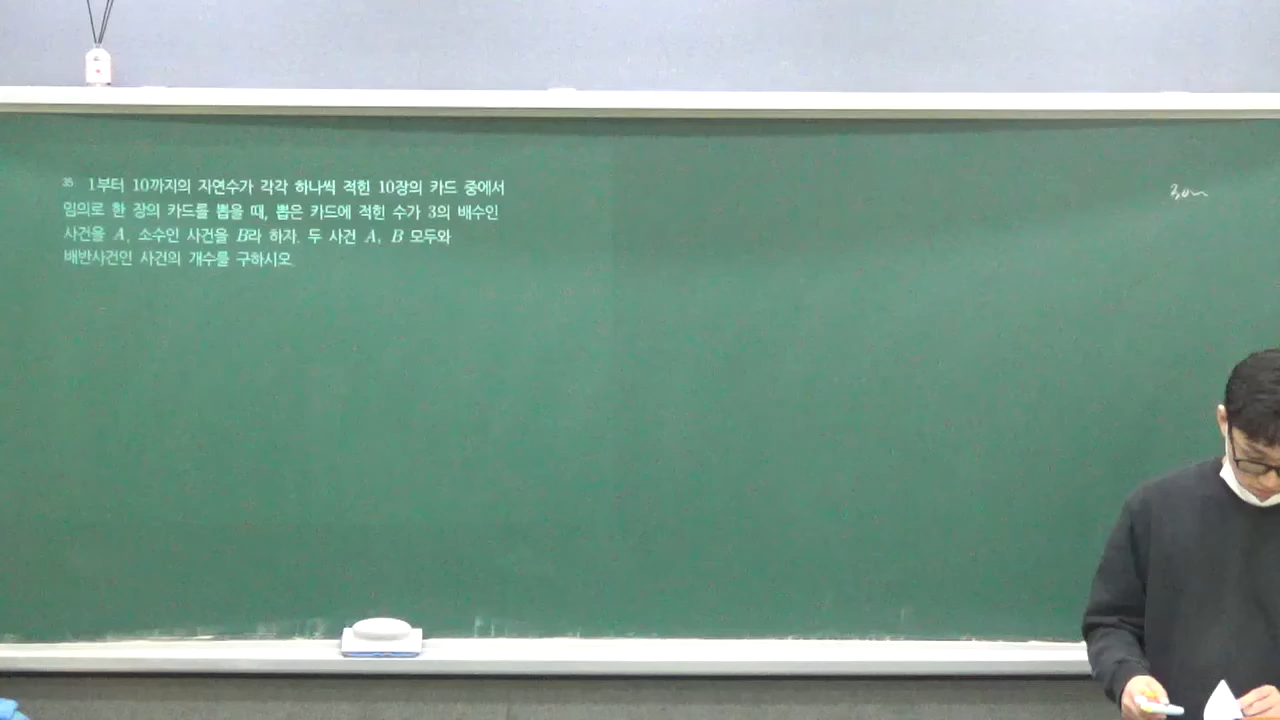 35 1부터 10까지의 자연수가 각각 하나씩 적힌 10장의 카드 중에서
임의로 한 장의 카드를 뽑을 때, 뽑은 카드에 적힌 수가 3의 배수인
사건을 A, 소수인 사건을 B라 하자. 두 사건 A, B 모두와
배반사건인 사건의 개수를 구하시오.